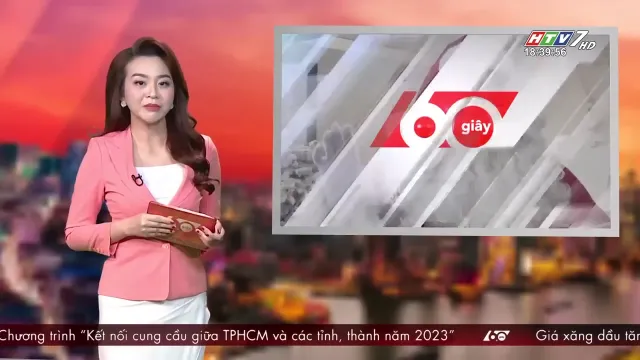 HTV7 HD
18:39:56
60 giây
Chương trình "Kết nối cung cầu giữa TPHCM và các tỉnh, thành năm 2023" 60 Giá xăng dầu tă